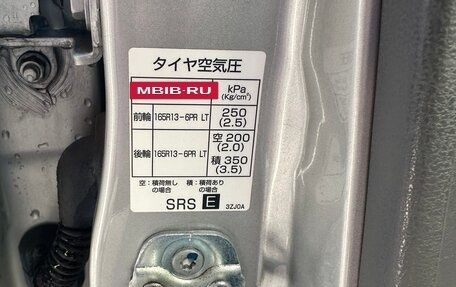 タイヤ空気圧
MBIB-RU kPa
(Kg/cm²)
前輪 165R13-6PR LT 250
(2.5)
後輪 165R13-6PR LT 空 200
(2.0)
積 350
(3.5)
空:積荷無し 積:積荷あり
の場合 の場合
SRS E 3ZJ0A